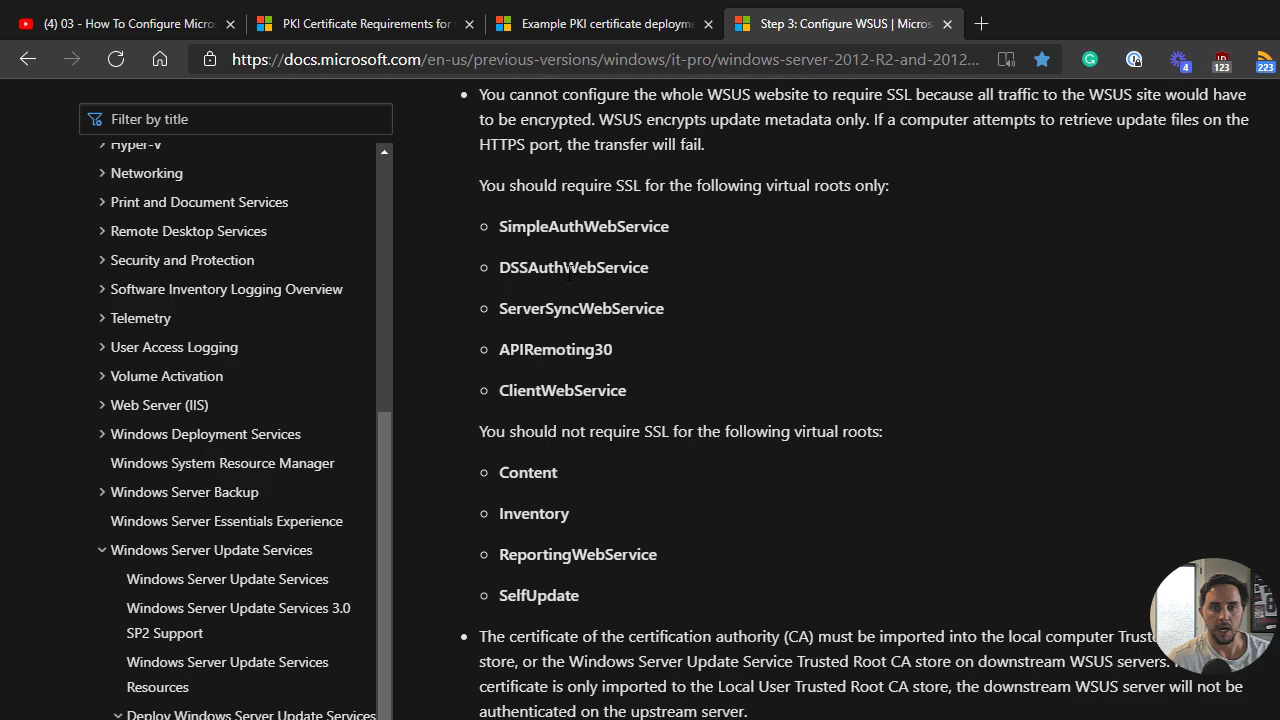 (4) 03 - How To Configure Micros
PKI Certificate Requirements for
Example PKI certificate deployme
Step 3: Configure WSUS | Micros
https://docs.microsoft.com/en-us/previous-versions/windows/it-pro/windows-server-2012-R2-and-2012...
4
123
223
Filter by title
Hyper-V
Networking
Print and Document Services
Remote Desktop Services
Security and Protection
Software Inventory Logging Overview
Telemetry
User Access Logging
Volume Activation
Web Server (IIS)
Windows Deployment Services
Windows System Resource Manager
Windows Server Backup
Windows Server Essentials Experience
Windows Server Update Services
Windows Server Update Services
Windows Server Update Services 3.0
SP2 Support
Windows Server Update Services
Resources
Deploy Windows Server Update Services
You cannot configure the whole WSUS website to require SSL because all traffic to the WSUS site would have
to be encrypted. WSUS encrypts update metadata only. If a computer attempts to retrieve update files on the
HTTPS port, the transfer will fail.
You should require SSL for the following virtual roots only:
SimpleAuthWebService
DSSAuthWebService
ServerSyncWebService
APIRemoting30
ClientWebService
You should not require SSL for the following virtual roots:
Content
Inventory
ReportingWebService
SelfUpdate
The certificate of the certification authority (CA) must be imported into the local computer Trust
store, or the Windows Server Update Service Trusted Root CA store on downstream WSUS servers.
certificate is only imported to the Local User Trusted Root CA store, the downstream WSUS server will not be
authenticated on the upstream server.